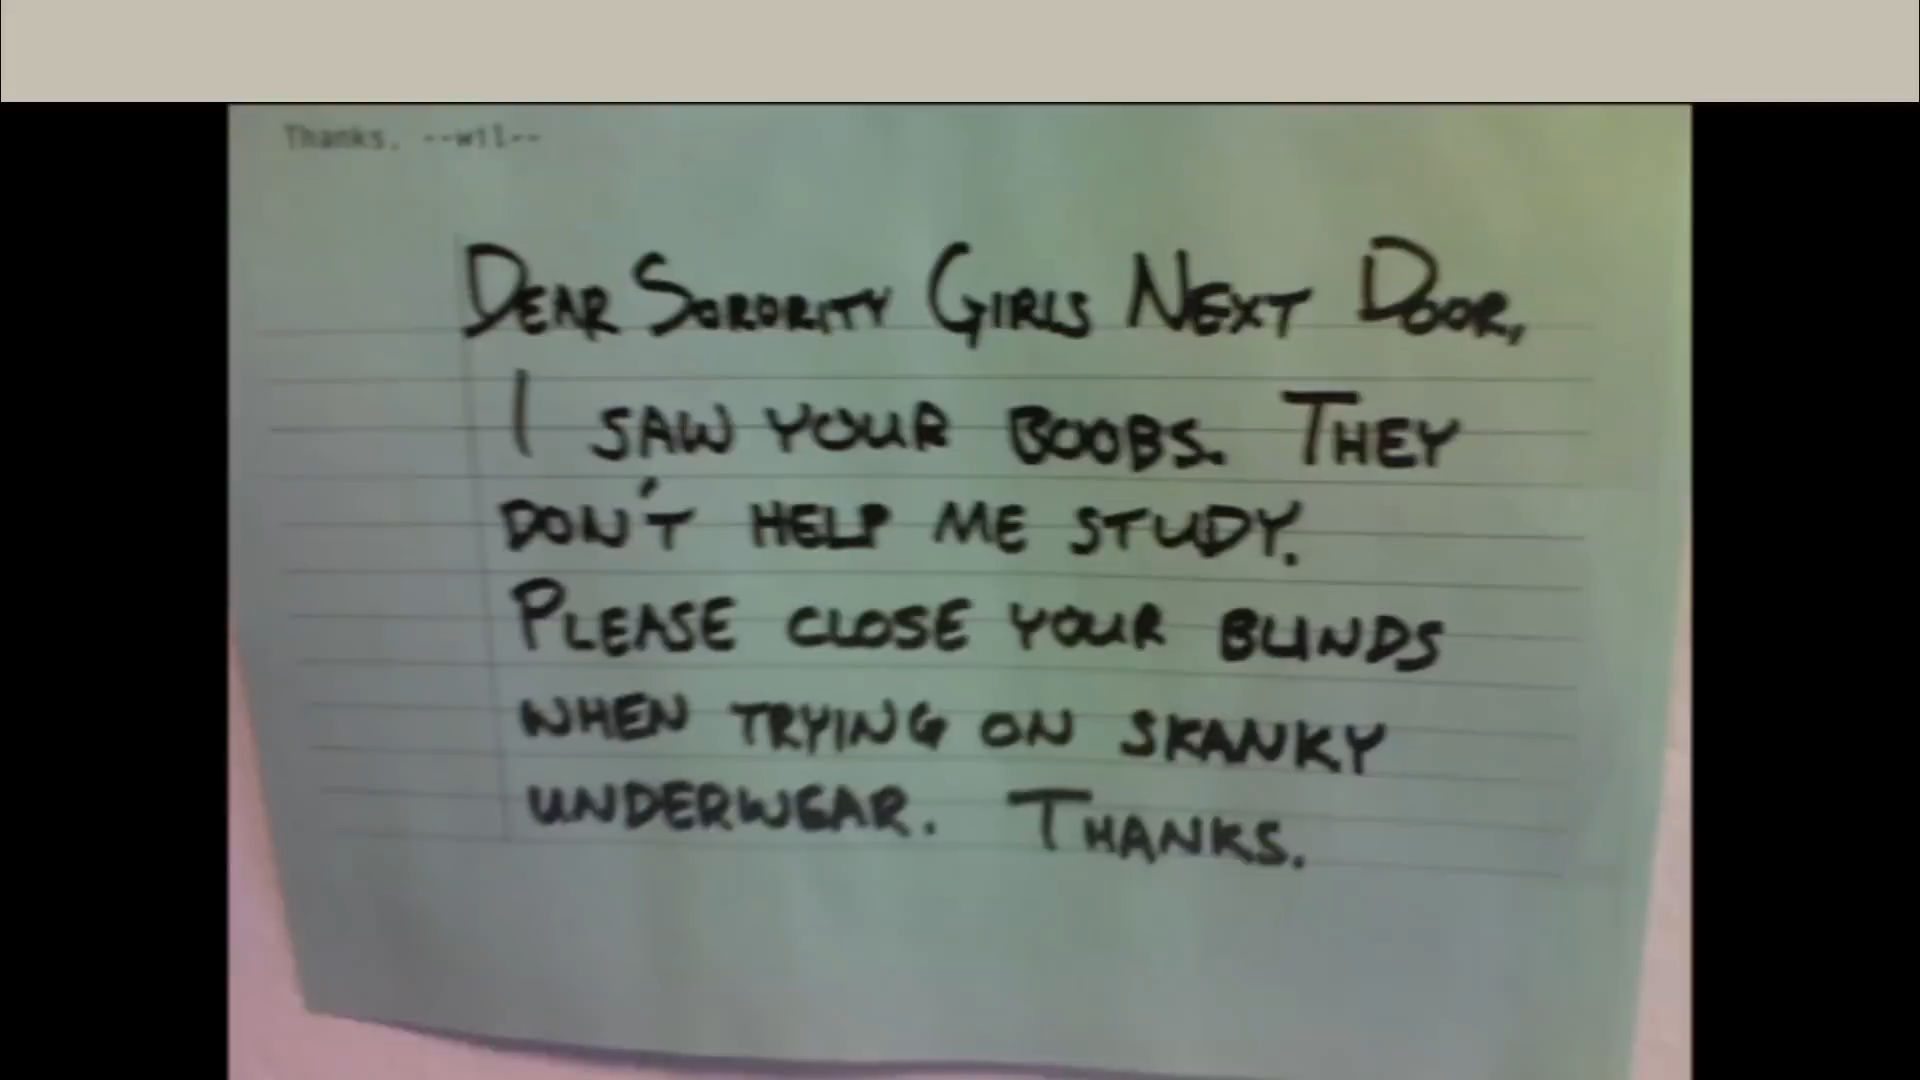 Thanks. --wil--
DEAR SORORITY GIRLS NEXT DOOR,
I SAW YOUR BOOBS. THEY
DON'T HELP ME STUDY.
PLEASE CLOSE YOUR BLINDS
WHEN TRYING ON SKANKY
UNDERWEAR. THANKS.